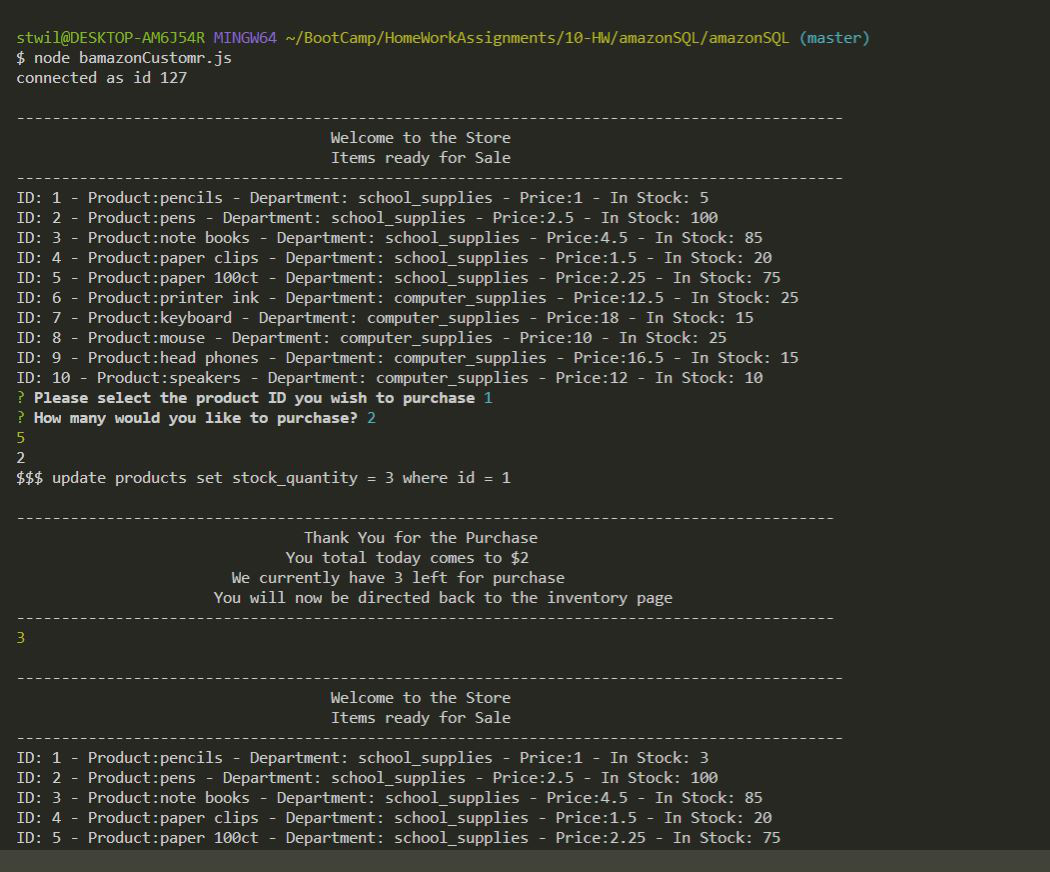 stwil@DESKTOP-AM6J54R MINGW64 ~/BootCamp/HomeWorkAssignments/10-HW/amazonSQL/amazonSQL (master)
$ node bamazonCustomr.js
connected as id 127
--------------------------------------------------------------------------------------------
Welcome to the Store
Items ready for Sale
--------------------------------------------------------------------------------------------
ID: 1 - Product:pencils - Department: school_supplies - Price:1 - In Stock: 5
ID: 2 - Product:pens - Department: school_supplies - Price:2.5 - In Stock: 100
ID: 3 - Product:note books - Department: school_supplies - Price:4.5 - In Stock: 85
ID: 4 - Product:paper clips - Department: school_supplies - Price:1.5 - In Stock: 20
ID: 5 - Product:paper 100ct - Department: school_supplies - Price:2.25 - In Stock: 75
ID: 6 - Product:printer ink - Department: computer_supplies - Price:12.5 - In Stock: 25
ID: 7 - Product:keyboard - Department: computer_supplies - Price:18 - In Stock: 15
ID: 8 - Product:mouse - Department: computer_supplies - Price:10 - In Stock: 25
ID: 9 - Product:head phones - Department: computer_supplies - Price:16.5 - In Stock: 15
ID: 10 - Product:speakers - Department: computer_supplies - Price:12 - In Stock: 10
? Please select the product ID you wish to purchase 1
? How many would you like to purchase? 2
5
2
$$$ update products set stock_quantity = 3 where id = 1
-------------------------------------------------------------------------------------------
Thank You for the Purchase
You total today comes to $2
We currently have 3 left for purchase
You will now be directed back to the inventory page
-------------------------------------------------------------------------------------------
3
--------------------------------------------------------------------------------------------
Welcome to the Store
Items ready for Sale
--------------------------------------------------------------------------------------------
ID: 1 - Product:pencils - Department: school_supplies - Price:1 - In Stock: 3
ID: 2 - Product:pens - Department: school_supplies - Price:2.5 - In Stock: 100
ID: 3 - Product:note books - Department: school_supplies - Price:4.5 - In Stock: 85
ID: 4 - Product:paper clips - Department: school_supplies - Price:1.5 - In Stock: 20
ID: 5 - Product:paper 100ct - Department: school_supplies - Price:2.25 - In Stock: 75